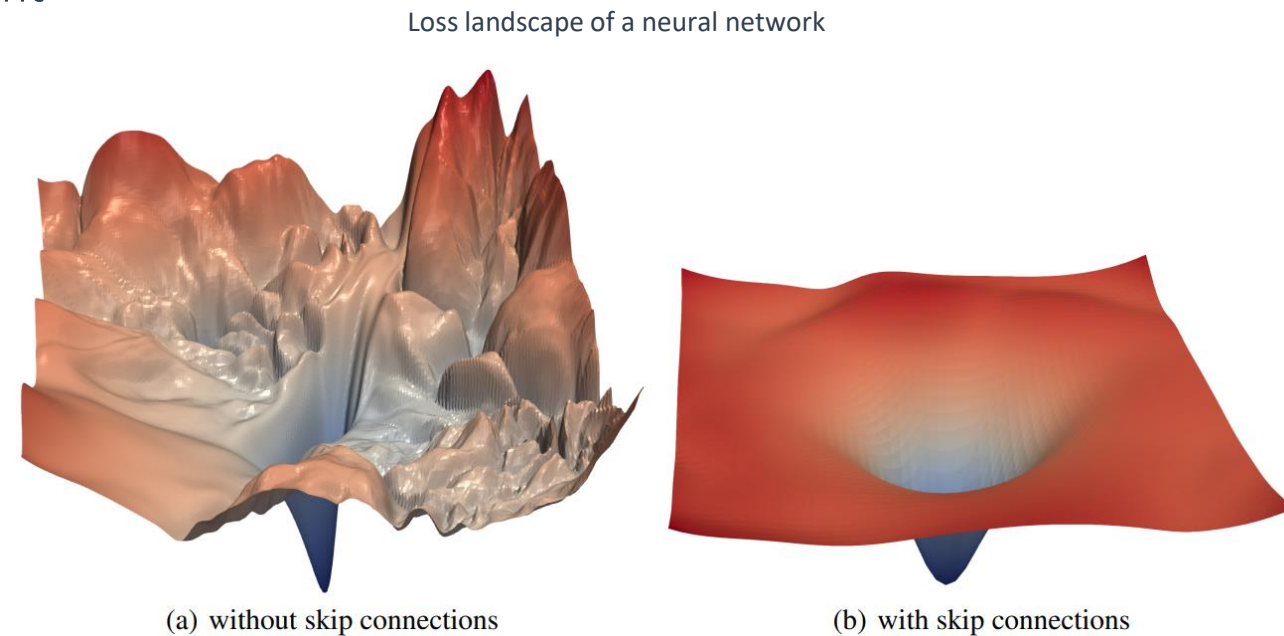 Loss landscape of a neural network
(a) without skip connections
(b) with skip connections